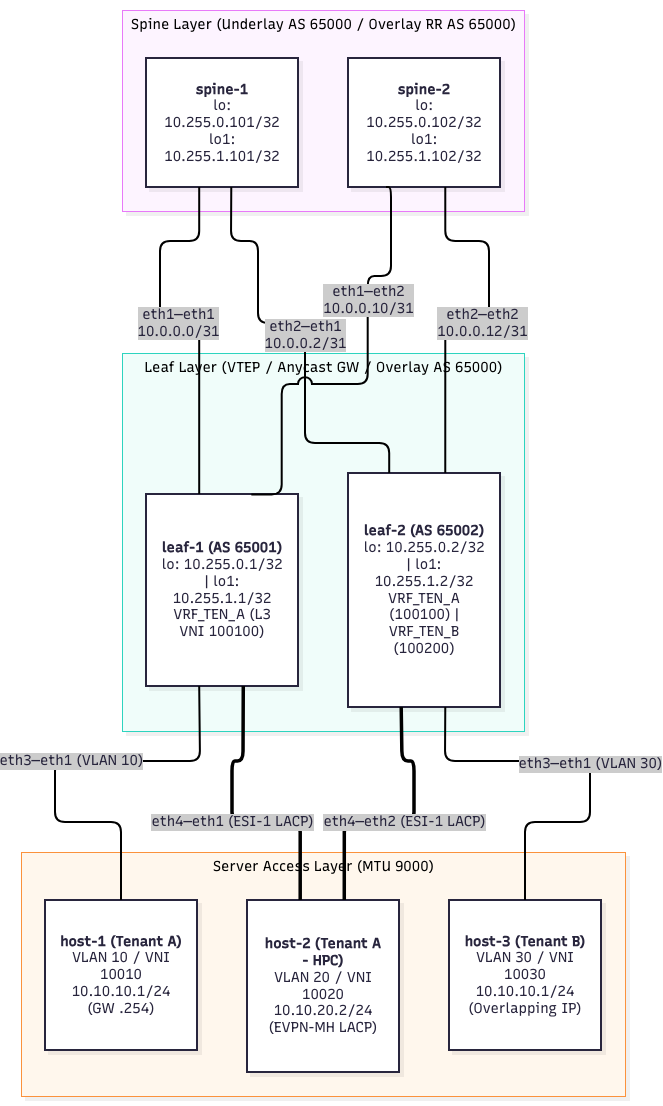 Spine Layer (Underlay AS 65000 / Overlay RR AS 65000)
spine-1
lo:
10.255.0.101/32
lo1:
10.255.1.101/32
spine-2
lo:
10.255.0.102/32
lo1:
10.255.1.102/32
eth1—eth1
10.0.0.0/31
eth2—eth1
10.0.0.2/31
eth1—eth2
10.0.0.10/31
eth2—eth2
10.0.0.12/31
Leaf Layer (VTEP / Anycast GW / Overlay AS 65000)
leaf-1 (AS 65001)
lo: 10.255.0.1/32
| lo1:
10.255.1.1/32
VRF_TEN_A (L3
VNI 100100)
leaf-2 (AS 65002)
lo: 10.255.0.2/32
| lo1:
10.255.1.2/32
VRF_TEN_A
(100100) |
VRF_TEN_B
(100200)
eth3—eth1 (VLAN 10)
eth3—eth1 (VLAN 30)
eth4—eth1 (ESI-1 LACP)
eth4—eth2 (ESI-1 LACP)
Server Access Layer (MTU 9000)
host-1 (Tenant A)
VLAN 10 / VNI
10010
10.10.10.1/24
(GW .254)
host-2 (Tenant A
- HPC)
VLAN 20 / VNI
10020
10.10.20.2/24
(EVPN-MH LACP)
host-3 (Tenant B)
VLAN 30 / VNI
10030
10.10.10.1/24
(Overlapping IP)